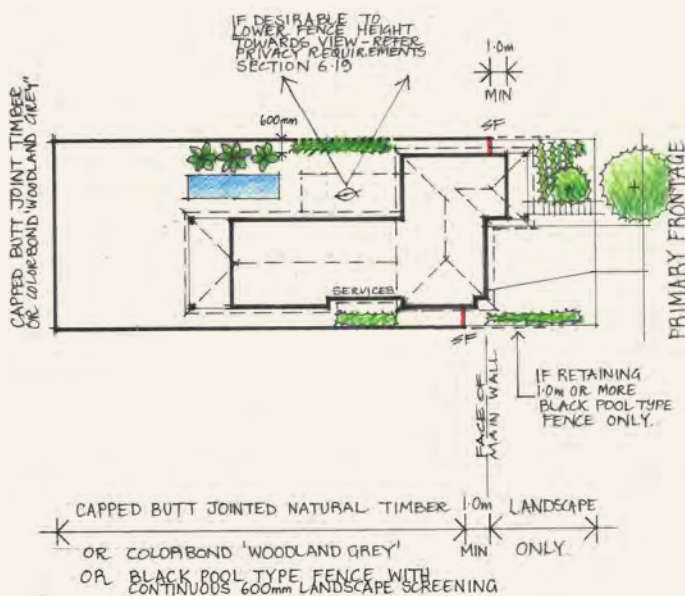 IF DESIRABLE TO
LOWER FENCE HEIGHT
TOWARDS VIEW - REFER
PRIVACY REQUIREMENTS
SECTION 6.19
1.0m
MIN
600mm
SF
CAPPED BUTT JOINT TIMBER
OR COLORBOND 'WOODLAND GREY"
PRIMARY FRONTAGE
SERVICES
SF
FACE OF
MAIN WALL
IF RETAINING
1.0m OR MORE
BLACK POOL TYPE
FENCE ONLY.
CAPPED BUTT JOINTED NATURAL TIMBER
OR COLORBOND 'WOODLAND GREY'
OR BLACK POOL TYPE FENCE WITH
CONTINUOUS 600mm LANDSCAPE SCREENING
1.0m
MIN
LANDSCAPE
ONLY.